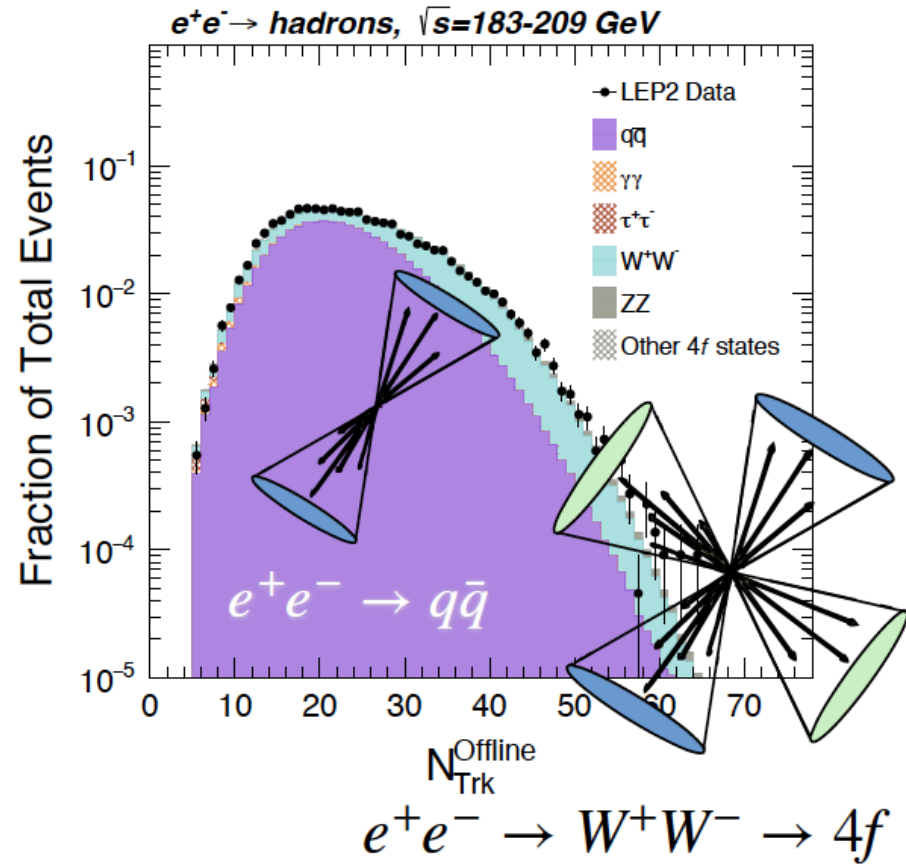 e⁺e⁻→ hadrons, √s=183-209 GeV
Fraction of Total Events
10⁻¹
10⁻²
10⁻³
10⁻⁴
10⁻⁵
LEP2 Data
qq̄
γγ
τ⁺τ⁻
W⁺W⁻
ZZ
Other 4f states
e⁺e⁻ → qq̄
0 10 20 30 40 50 60 70
N_Trk^Offline
e⁺e⁻ → W⁺W⁻ → 4f